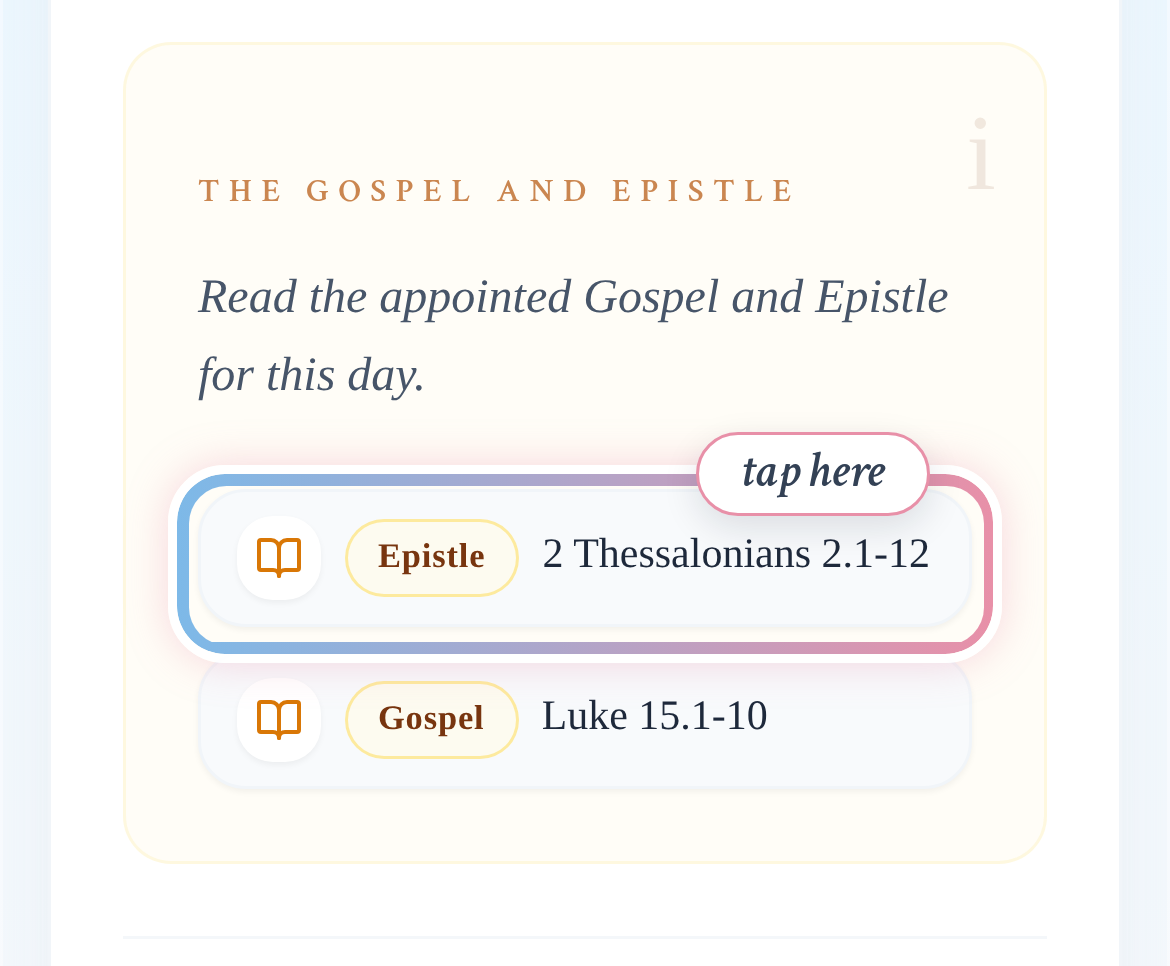 i
THE GOSPEL AND EPISTLE
Read the appointed Gospel and Epistle
for this day.
tap here
Epistle 2 Thessalonians 2.1-12
Gospel Luke 15.1-10